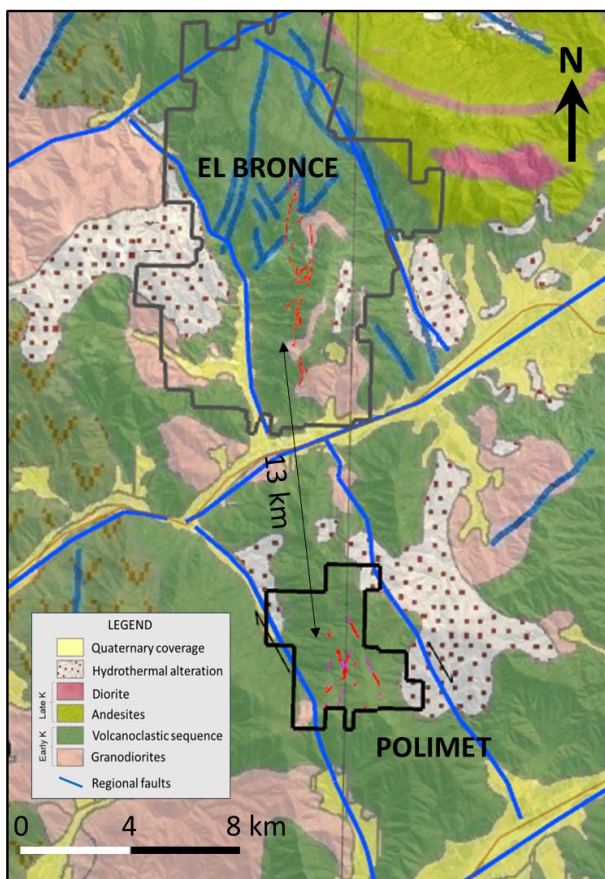 N
EL BRONCE
13 km
POLIMET
LEGEND
Quaternary coverage
Hydrothermal alteration
Late K
Diorite
Andesites
Early K
Volcanoclastic sequence
Granodiorites
Regional faults
0 4 8 km